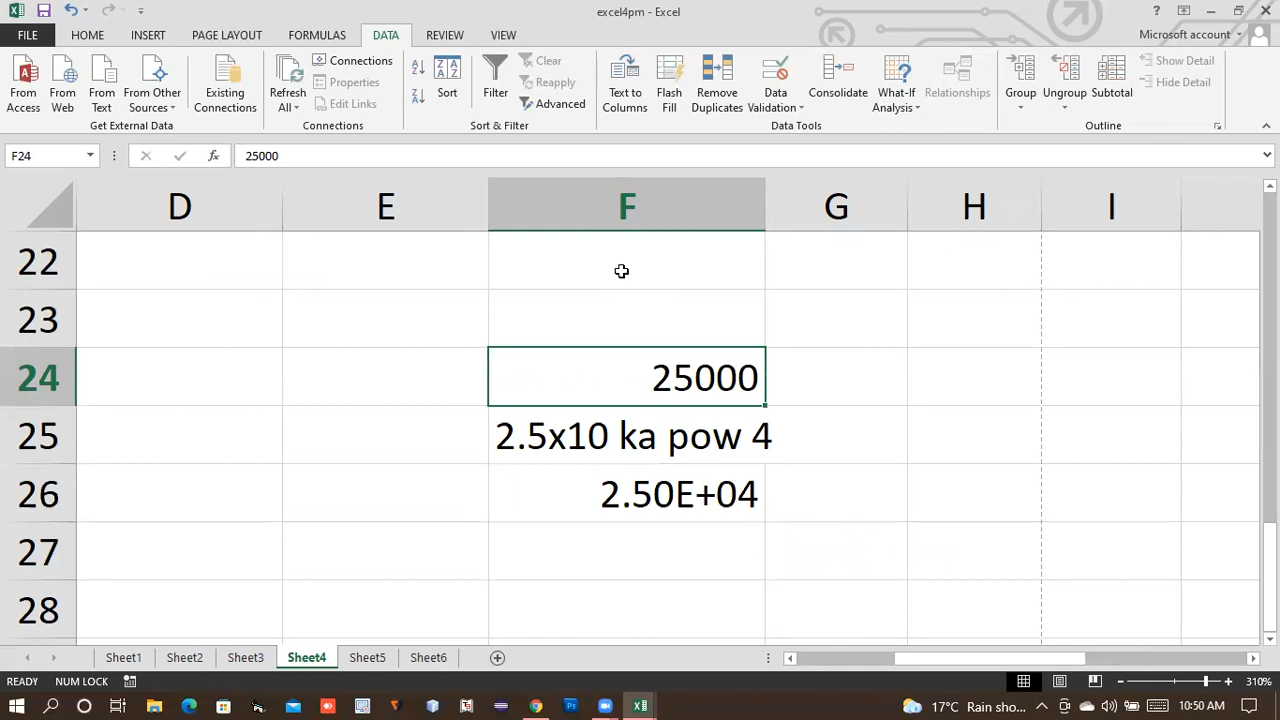 excel4pm - Excel
FILE HOME INSERT PAGE LAYOUT FORMULAS DATA REVIEW VIEW Microsoft account
From Access From Web From Text From Other Sources Existing Connections
Get External Data
Refresh All Connections Properties Edit Links
Connections
Sort Filter Clear Reapply Advanced
Sort & Filter
Text to Columns Flash Fill Remove Duplicates Data Validation Consolidate What-If Analysis Relationships
Data Tools
Group Ungroup Subtotal Show Detail Hide Detail
Outline
F24 fx 25000
D E F G H I
22
23
24 25000
25 2.5x10 ka pow 4
26 2.50E+04
27
28
Sheet1 Sheet2 Sheet3 Sheet4 Sheet5 Sheet6
READY NUM LOCK 310%
17°C Rain sho... 10:50 AM